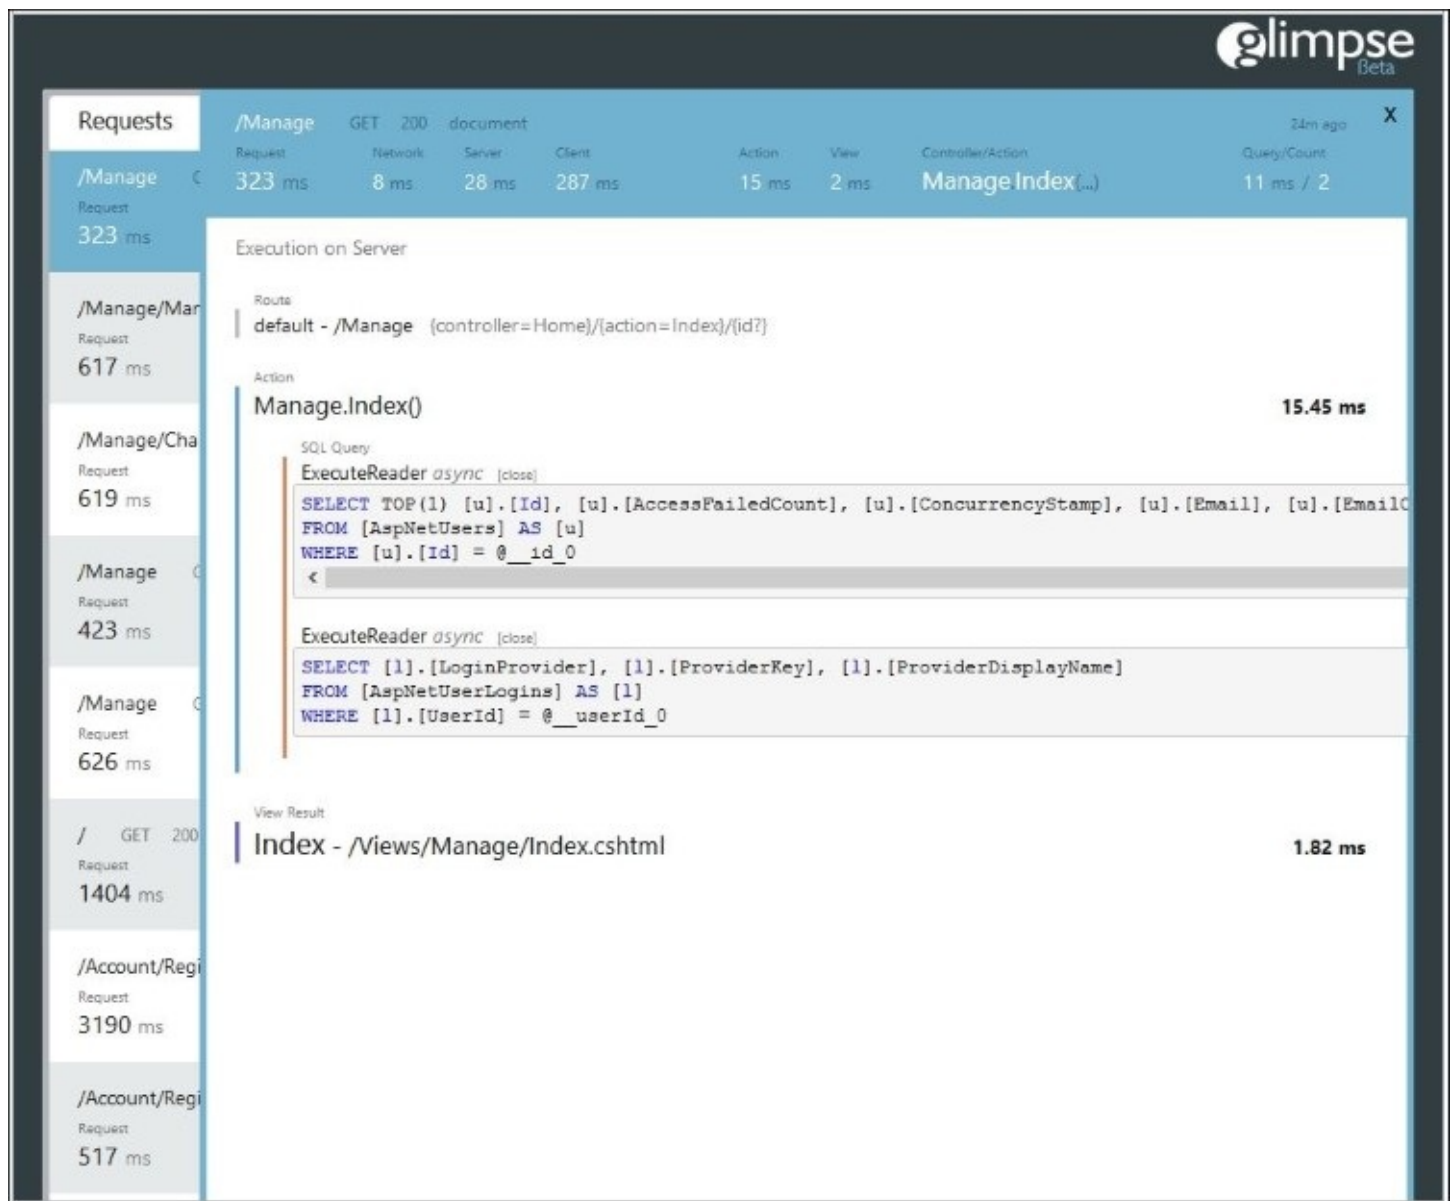 glimpse
Beta
Requests
/Manage GET 200 document 24m ago X
Request Network Server Client Action View Controller/Action Query/Count
323 ms 8 ms 28 ms 287 ms 15 ms 2 ms Manage.Index(...) 11 ms / 2
/Manage
Request
323 ms
/Manage/Man
Request
617 ms
/Manage/Cha
Request
619 ms
/Manage
Request
423 ms
/Manage
Request
626 ms
/ GET 200
Request
1404 ms
/Account/Regi
Request
3190 ms
/Account/Regi
Request
517 ms
Execution on Server
Route
default - /Manage {controller=Home}/{action=Index}/{id?}
Action
Manage.Index() 15.45 ms
SQL Query
ExecuteReader async [close]
SELECT TOP(1) [u].[Id], [u].[AccessFailedCount], [u].[ConcurrencyStamp], [u].[Email], [u].[EmailC
FROM [AspNetUsers] AS [u]
WHERE [u].[Id] = @__id_0
<
ExecuteReader async [close]
SELECT [l].[LoginProvider], [l].[ProviderKey], [l].[ProviderDisplayName]
FROM [AspNetUserLogins] AS [l]
WHERE [l].[UserId] = @__userId_0
View Result
Index - /Views/Manage/Index.cshtml 1.82 ms